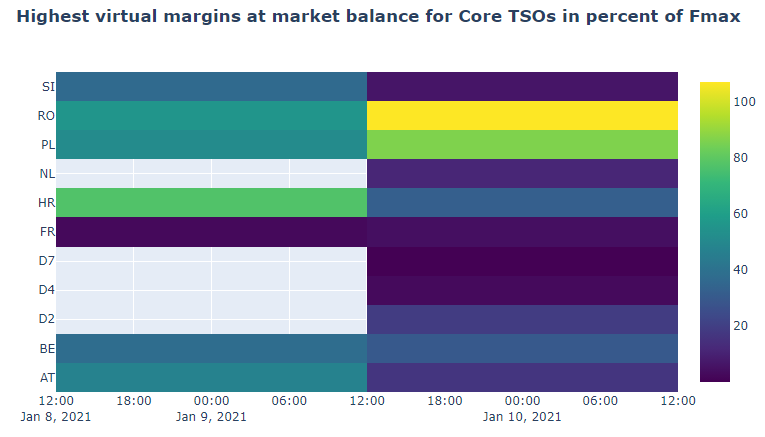 Highest virtual margins at market balance for Core TSOs in percent of Fmax
SI
RO
PL
NL
HR
FR
D7
D4
D2
BE
AT
100
80
60
40
20
12:00 18:00 00:00 06:00 12:00 18:00 00:00 06:00 12:00
Jan 8, 2021 Jan 9, 2021 Jan 10, 2021